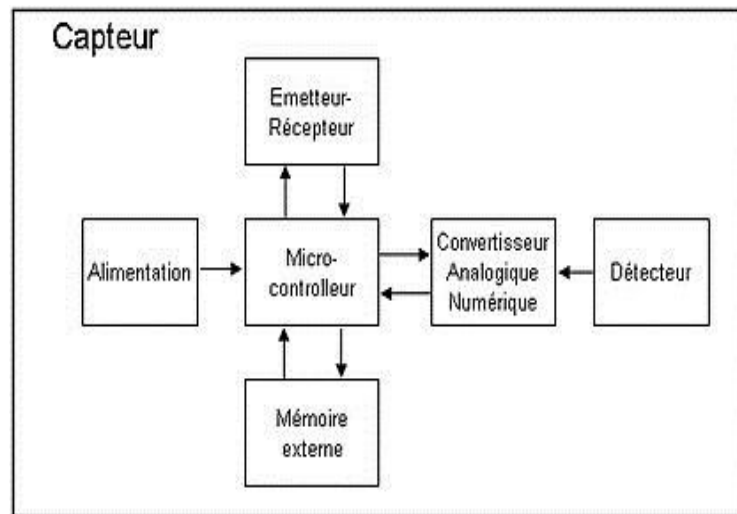 Capteur
Emetteur-
Récepteur
Alimentation
Micro-
controlleur
Convertisseur
Analogique
Numérique
Détecteur
Mémoire
externe